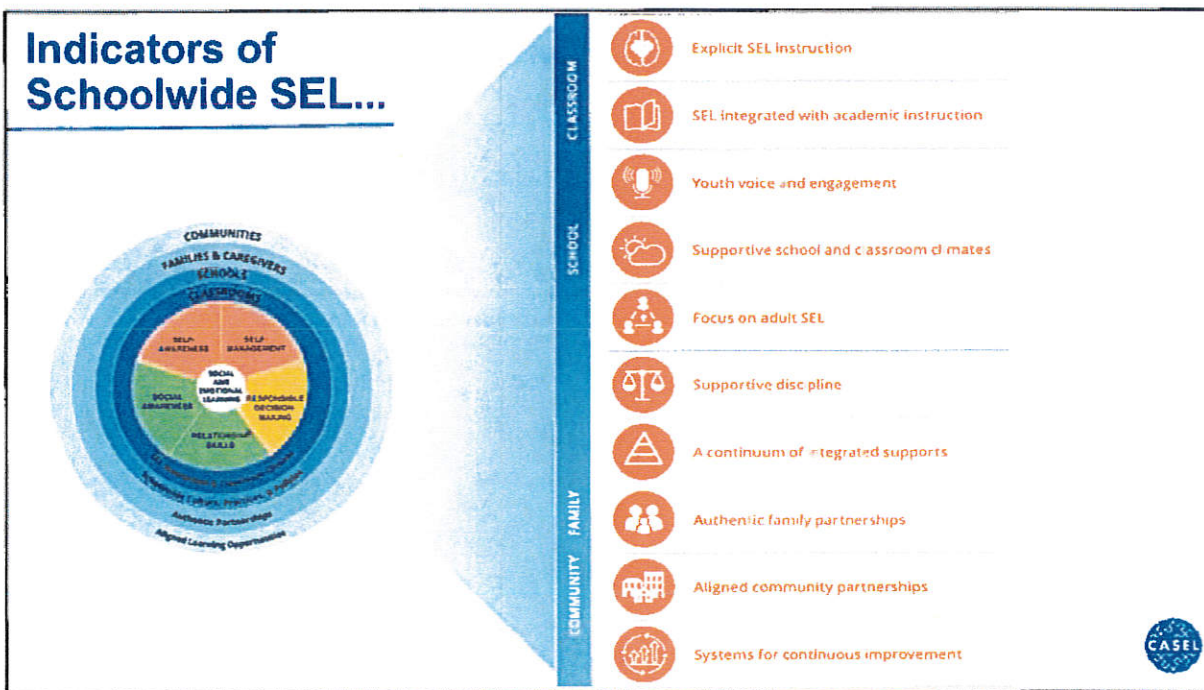 Indicators of
Schoolwide SEL...
COMMUNITIES
FAMILIES & CAREGIVERS
SCHOOLS
CLASSROOMS
SELF-
AWARENESS
SELF-
MANAGEMENT
SOCIAL
AND
EMOTIONAL
LEARNING
SOCIAL
AWARENESS
RESPONSIBLE
DECISION
MAKING
RELATIONSHIP
SKILLS
Culture, Practices, & Policies
Authentic Partnerships
Aligned Learning Opportunities
CLASSROOM
SCHOOL
FAMILY
COMMUNITY
Explicit SEL instruction
SEL integrated with academic instruction
Youth voice and engagement
Supportive school and classroom climates
Focus on adult SEL
Supportive discipline
A continuum of integrated supports
Authentic family partnerships
Aligned community partnerships
Systems for continuous improvement
CASEL